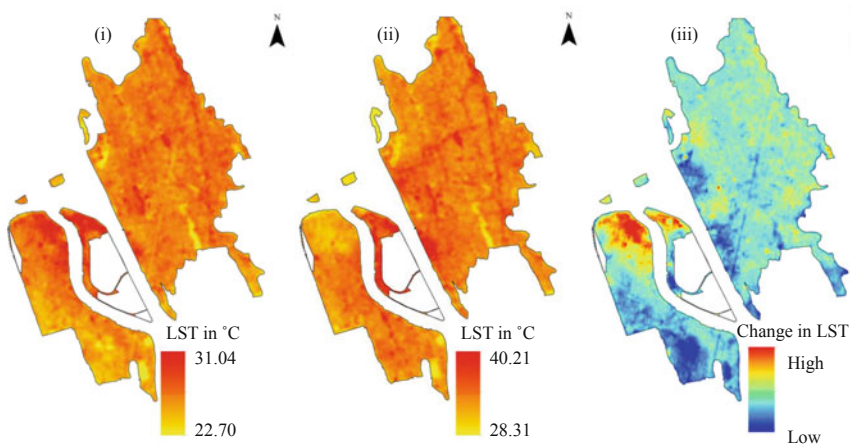 (i)
N
(ii)
N
(iii)
LST in ˚C
31.04
22.70
LST in ˚C
40.21
28.31
Change in LST
High
Low